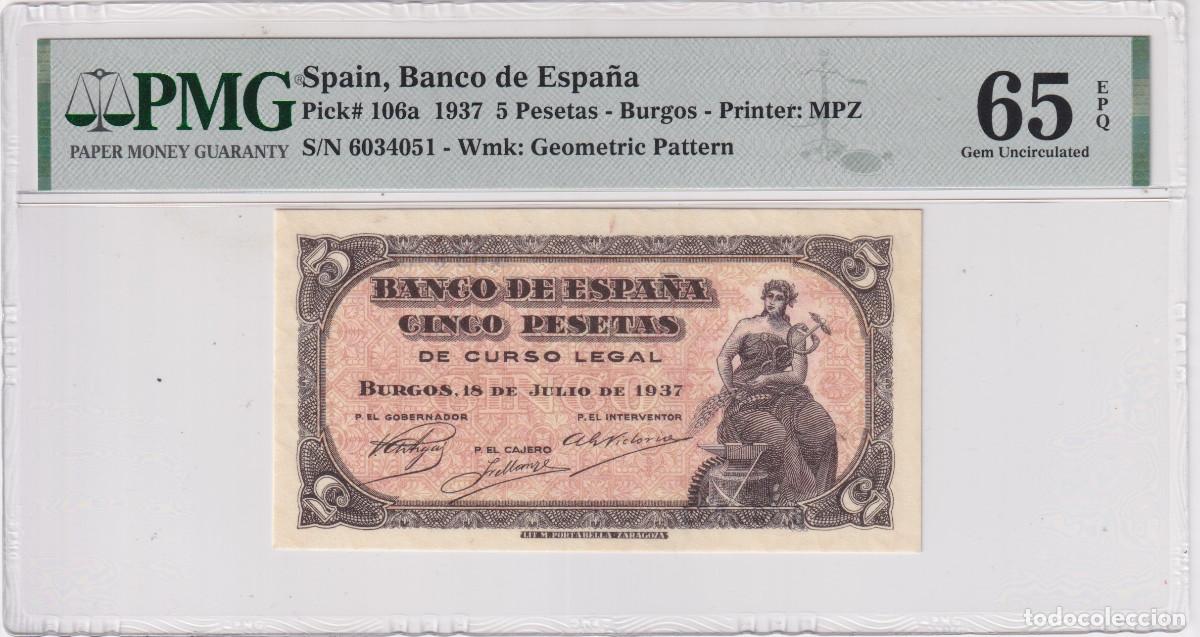 PMG®
PAPER MONEY GUARANTY
Spain, Banco de España
Pick# 106a 1937 5 Pesetas - Burgos - Printer: MPZ
S/N 6034051 - Wmk: Geometric Pattern
65 EPQ
Gem Uncirculated
5 5
BANCO DE ESPAÑA
CINCO PESETAS
DE CURSO LEGAL
BURGOS, 18 DE JULIO DE 1937
P. EL GOBERNADOR P. EL INTERVENTOR
P. EL CAJERO
5 5
LIT. M. PORTABELLA - ZARAGOZA
todocoleccion